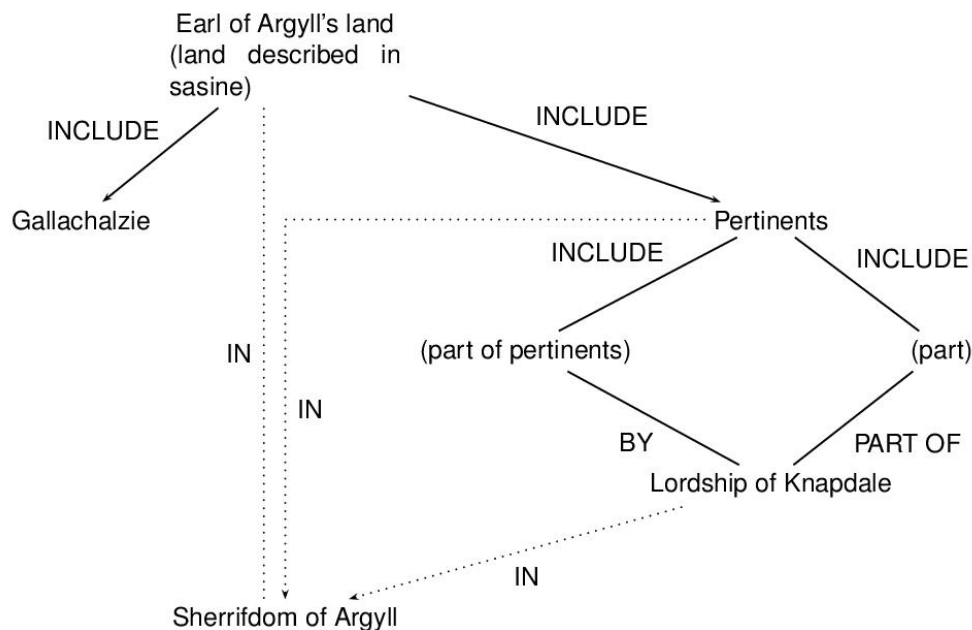 Earl of Argyll’s land
(land described in
sasine)
INCLUDE
INCLUDE
Gallachalzie
Pertinents
INCLUDE
INCLUDE
IN
(part of pertinents)
(part)
IN
BY
PART OF
Lordship of Knapdale
IN
Sherrifdom of Argyll